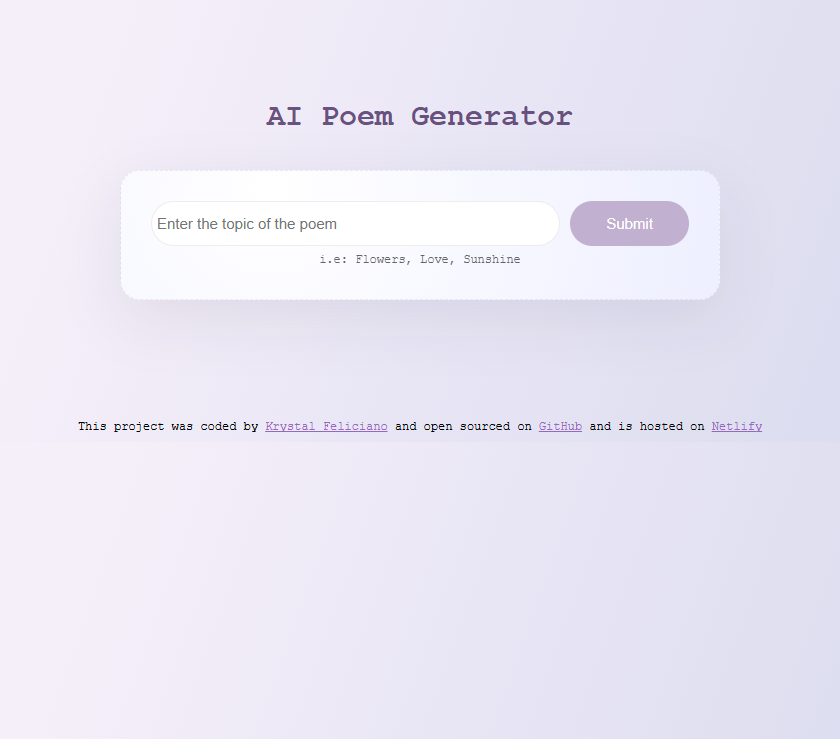 AI Poem Generator
Enter the topic of the poem
Submit
i.e: Flowers, Love, Sunshine
This project was coded by Krystal Feliciano and open sourced on GitHub and is hosted on Netlify